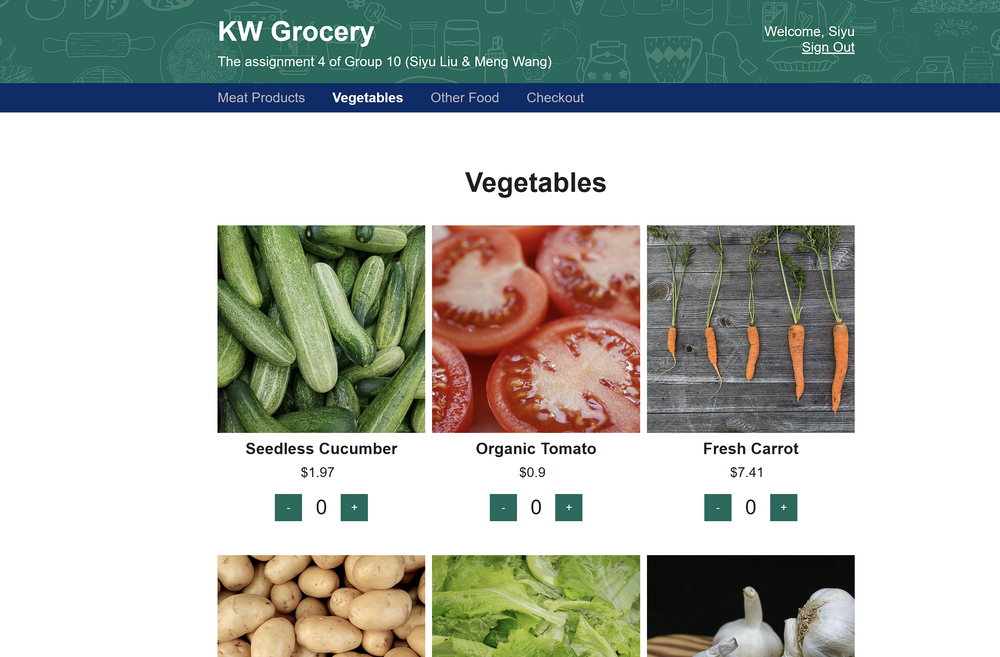 KW Grocery
The assignment 4 of Group 10 (Siyu Liu & Meng Wang)
Welcome, Siyu
Sign Out
Meat Products Vegetables Other Food Checkout
Vegetables
Seedless Cucumber
$1.97
- 0 +
Organic Tomato
$0.9
- 0 +
Fresh Carrot
$7.41
- 0 +